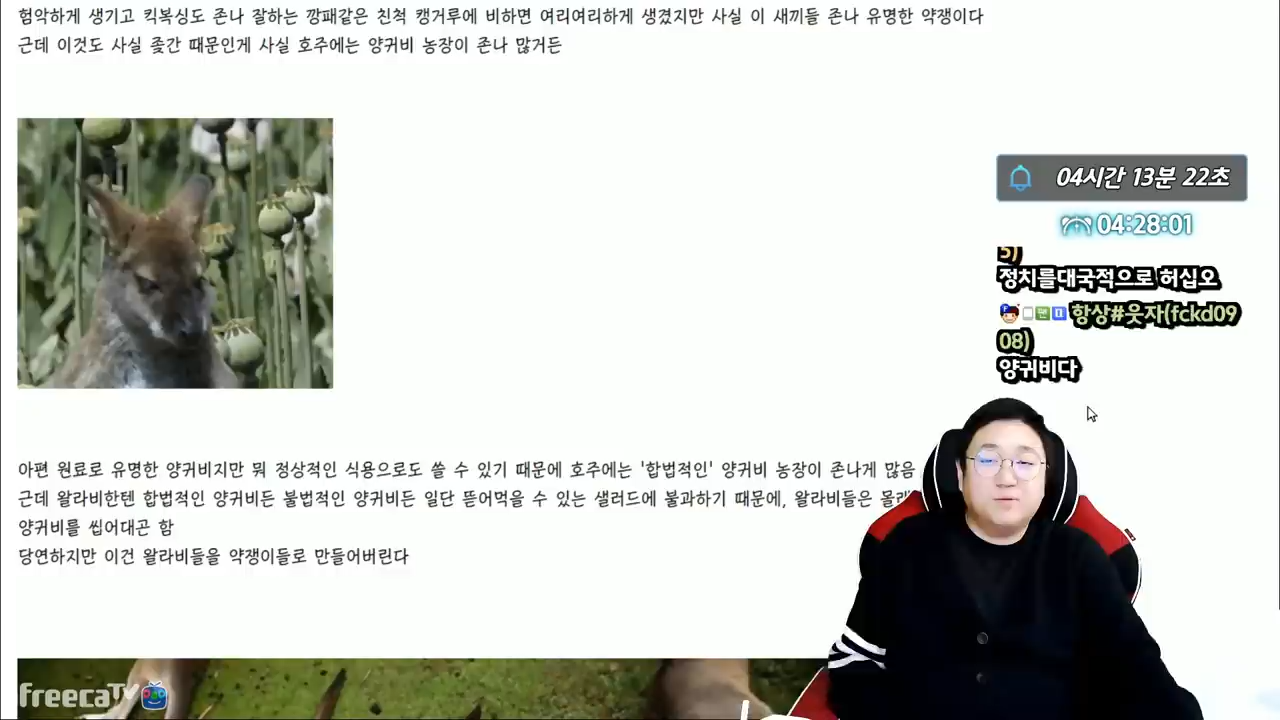 험악하게 생기고 킥복싱도 존나 잘하는 깡패같은 친척 캥거루에 비하면 여리여리하게 생겼지만 사실 이 새끼들 존나 유명한 약쟁이다
근데 이것도 사실 좆간 때문인게 사실 호주에는 양커비 농장이 존나 많거든
04시간 13분 22초
04:28:01
5)
정치를대국적으로 허십오
팬
항상#웃자(fckd09
08)
양귀비다
아편 원료로 유명한 양커비지만 뭐 정상적인 식용으로도 쓸 수 있기 때문에 호주에는 '합법적인' 양커비 농장이 존나게 많음
근데 왈라비한텐 합법적인 양커비든 불법적인 양커비든 일단 뜯어먹을 수 있는 샐러드에 불과하기 때문에, 왈라비들은 몰래
양커비를 씹어대곤 함
당연하지만 이건 왈라비들을 약쟁이들로 만들어버린다
freecaTV